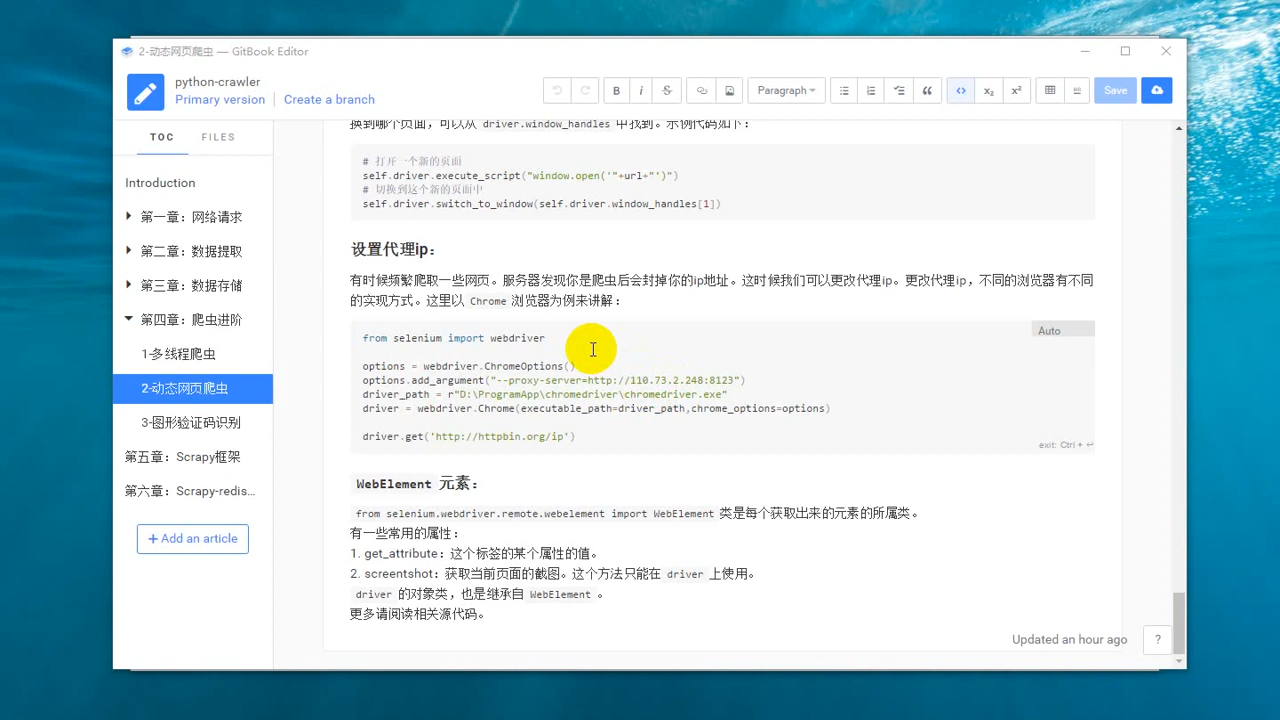 2-动态网页爬虫 — GitBook Editor
python-crawler
Primary version
Create a branch
B
i
S
Paragraph
x₂
x²
Save
TOC
FILES
Introduction
第一章：网络请求
第二章：数据提取
第三章：数据存储
第四章：爬虫进阶
1-多线程爬虫
2-动态网页爬虫
3-图形验证码识别
第五章：Scrapy框架
第六章：Scrapy-redis...
+ Add an article
换到哪个页面，可以从 driver.window_handles 中找到。示例代码如下：
# 打开一个新的页面
self.driver.execute_script("window.open('"+url+"')")
# 切换到这个新的页面中
self.driver.switch_to_window(self.driver.window_handles[1])
设置代理ip：
有时候频繁爬取一些网页。服务器发现你是爬虫后会封掉你的ip地址。这时候我们可以更改代理ip。更改代理ip，不同的浏览器有不同
的实现方式。这里以 Chrome 浏览器为例来讲解：
Auto
from selenium import webdriver
options = webdriver.ChromeOptions()
options.add_argument("--proxy-server=http://110.73.2.248:8123")
driver_path = r"D:\ProgramApp\chromedriver\chromedriver.exe"
driver = webdriver.Chrome(executable_path=driver_path,chrome_options=options)
driver.get('http://httpbin.org/ip')
exit: Ctrl + ↩
WebElement 元素：
from selenium.webdriver.remote.webelement import WebElement 类是每个获取出来的元素的所属类。
有一些常用的属性：
1. get_attribute：这个标签的某个属性的值。
2. screentshot：获取当前页面的截图。这个方法只能在 driver 上使用。
driver 的对象类，也是继承自 WebElement 。
更多请阅读相关源代码。
Updated an hour ago
?